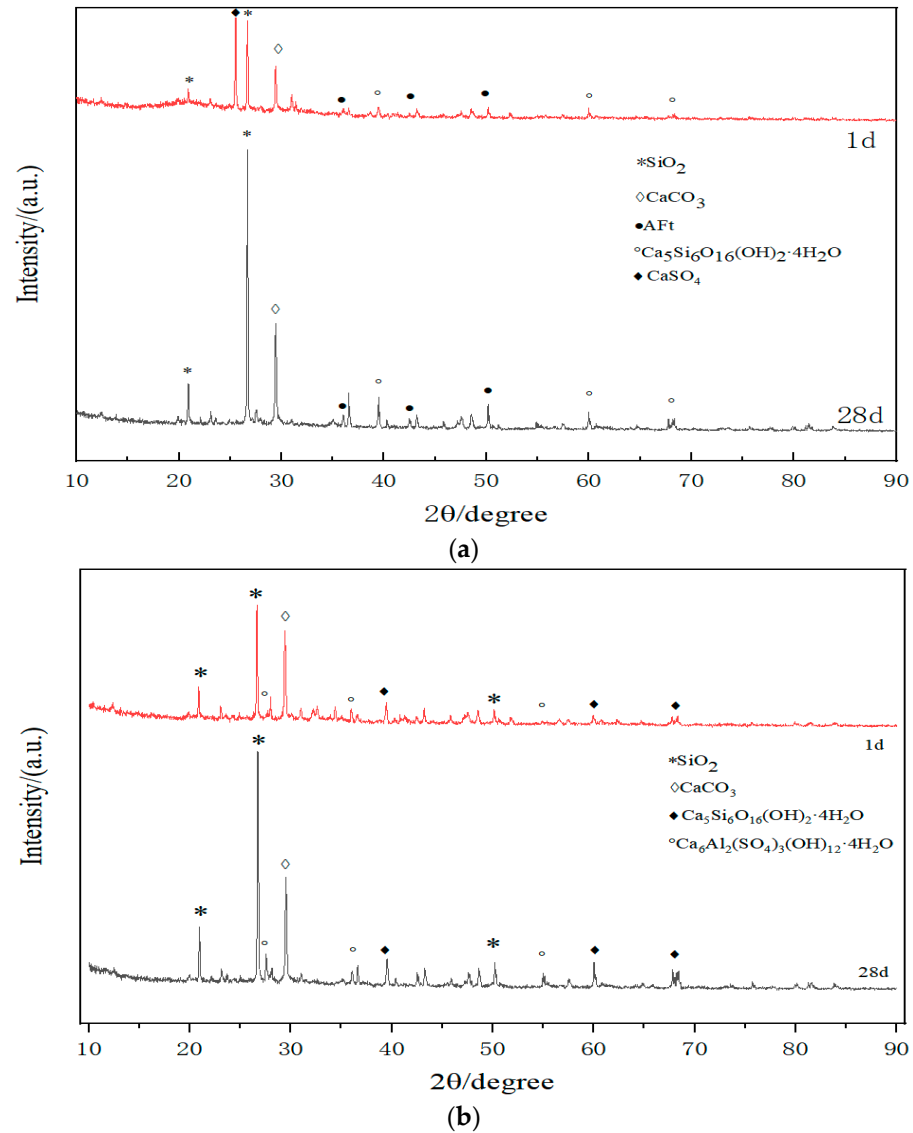 Intensity/(a.u.)
1d
*SiO₂
◇CaCO₃
●AFt
○Ca₅Si₆O₁₆(OH)₂·4H₂O
◆CaSO₄
28d
10 20 30 40 50 60 70 80 90
2θ/degree
(a)
Intensity/(a.u.)
1d
*SiO₂
◇CaCO₃
◆Ca₅Si₆O₁₆(OH)₂·4H₂O
○Ca₆Al₂(SO₄)₃(OH)₁₂·4H₂O
28d
10 20 30 40 50 60 70 80 90
2θ/degree
(b)